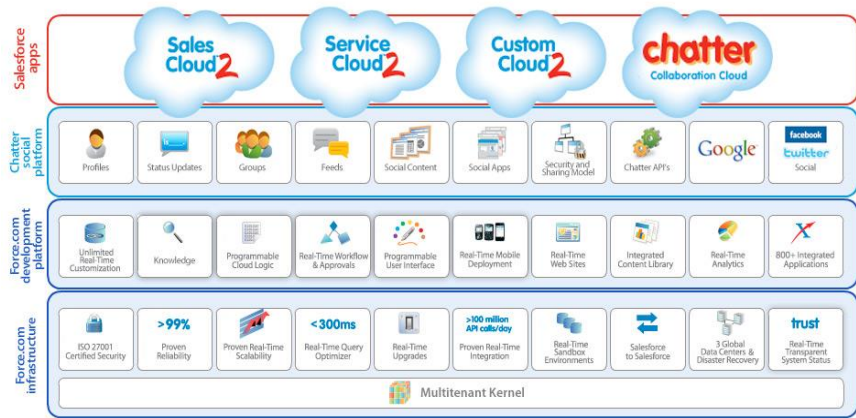 Salesforce
apps
Sales
Cloud 2
Service
Cloud 2
Custom
Cloud 2
chatter
Collaboration Cloud
Chatter
social
platform
Profiles
Status Updates
Groups
Feeds
Social Content
Social Apps
Security and
Sharing Model
Chatter API's
Google
facebook
twitter
Social
Force.com
development
platform
Unlimited
Real-Time
Customization
Knowledge
Programmable
Cloud Logic
Real-Time Workflow
& Approvals
Programmable
User Interface
Real-Time Mobile
Deployment
Real-Time
Web Sites
Integrated
Content Library
Real-Time
Analytics
800+ Integrated
Applications
Force.com
infrastructure
ISO 27001
Certified Security
>99%
Proven
Reliability
Proven Real-Time
Scalability
<300ms
Real-Time Query
Optimizer
Real-Time
Upgrades
>100 million
API calls/day
Proven Real-Time
Integration
Real-Time
Sandbox
Environments
Salesforce
to Salesforce
3 Global
Data Centers &
Disaster Recovery
trust
Real-Time
Transparent
System Status
Multitenant Kernel